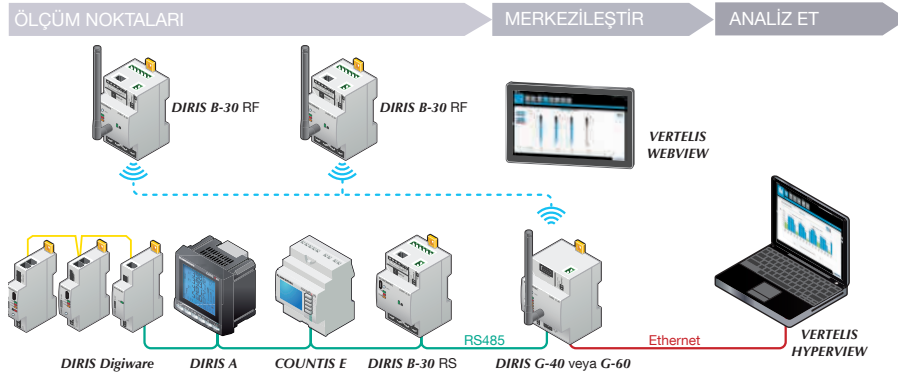 ÖLÇÜM NOKTALARI
MERKEZİLEŞTİR
ANALİZ ET
DIRIS B-30 RF
DIRIS B-30 RF
VERTELIS
WEBVIEW
RS485
Ethernet
DIRIS Digiware
DIRIS A
COUNTIS E
DIRIS B-30 RS
DIRIS G-40 veya G-60
VERTELIS
HYPERVIEW